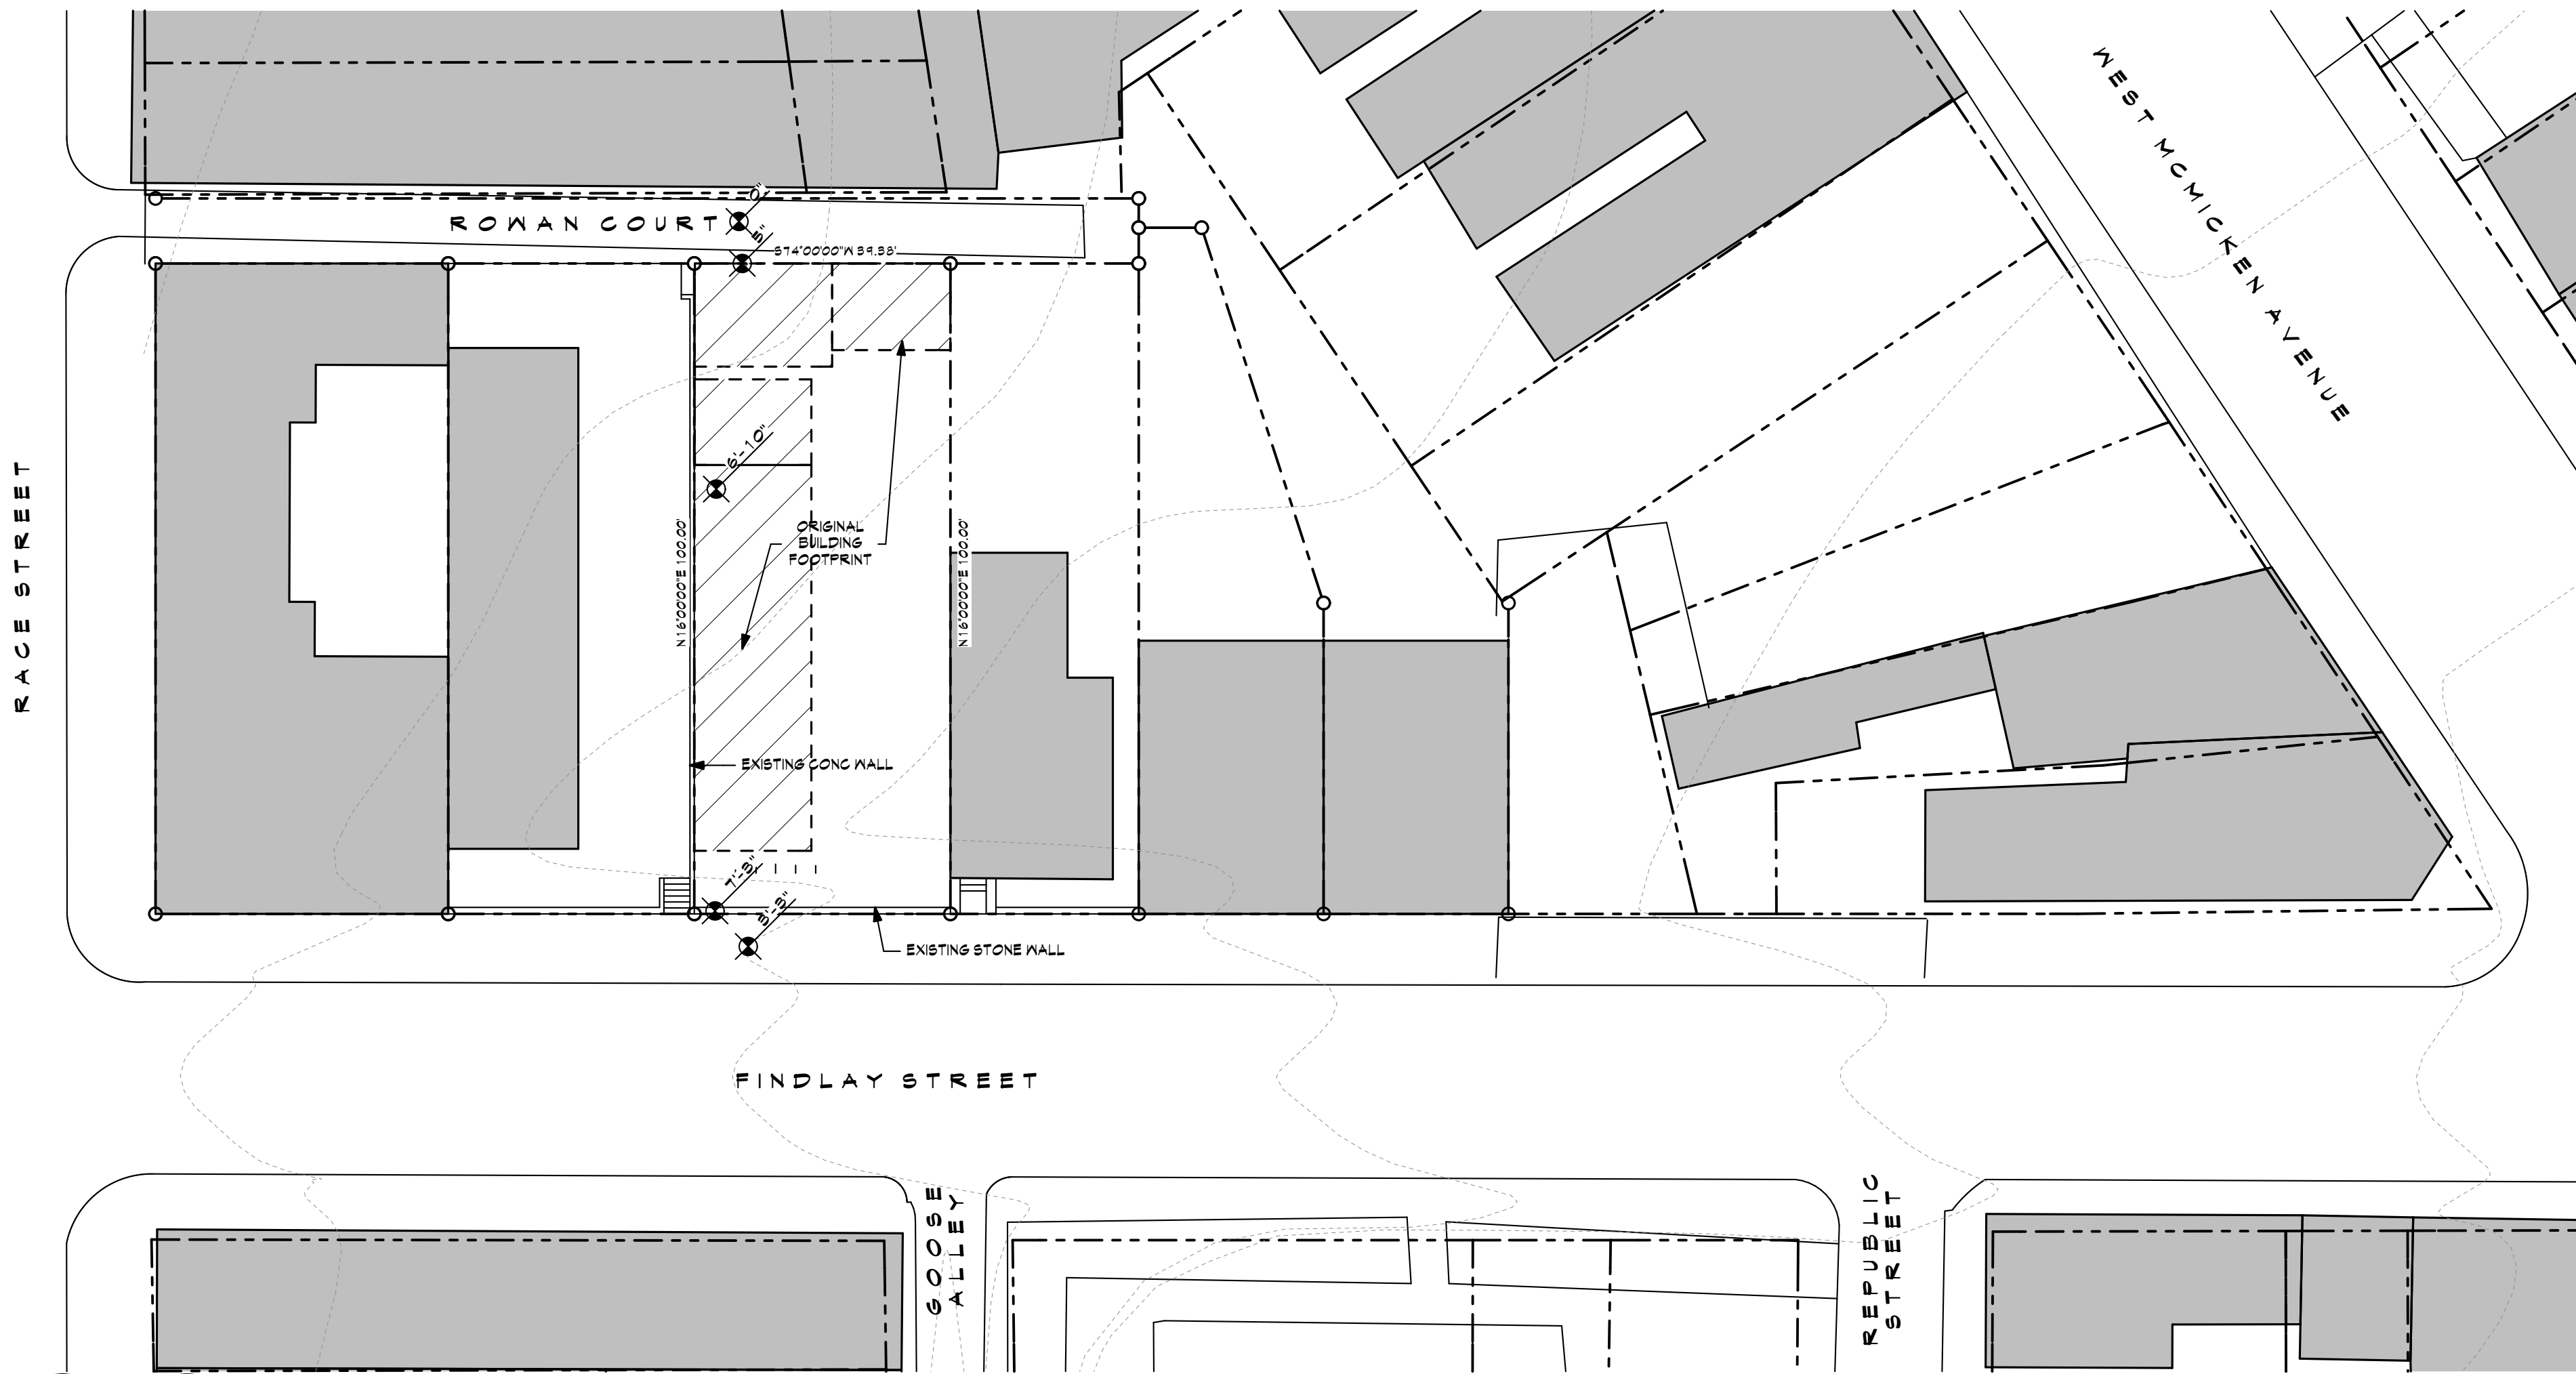 WEST MCMICKEN AVENUE
0"
ROWAN COURT
5"
S74°00'00"W 39.38'
6'-10"
RACE STREET
ORIGINAL
BUILDING
FOOTPRINT
N16°00'00"E 100.00'
N16°00'00"E 100.00'
EXISTING CONC WALL
7'-3"
EXISTING STONE WALL
FINDLAY STREET
GOOSE
ALLEY
REPUBLIC
STREET